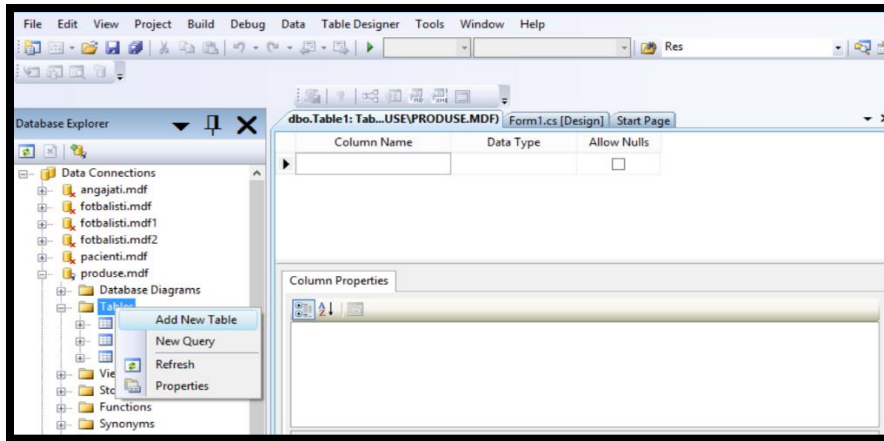 File Edit View Project Build Debug Data Table Designer Tools Window Help
Res
Database Explorer
dbo.Table1: Tab...USE\PRODUSE.MDF) Form1.cs [Design] Start Page
Column Name Data Type Allow Nulls
Data Connections
angajati.mdf
fotbalisti.mdf
fotbalisti.mdf1
fotbalisti.mdf2
pacienti.mdf
produse.mdf
Database Diagrams
Tables
Add New Table
New Query
Refresh
Properties
Vie
Sto
Functions
Synonyms
Column Properties